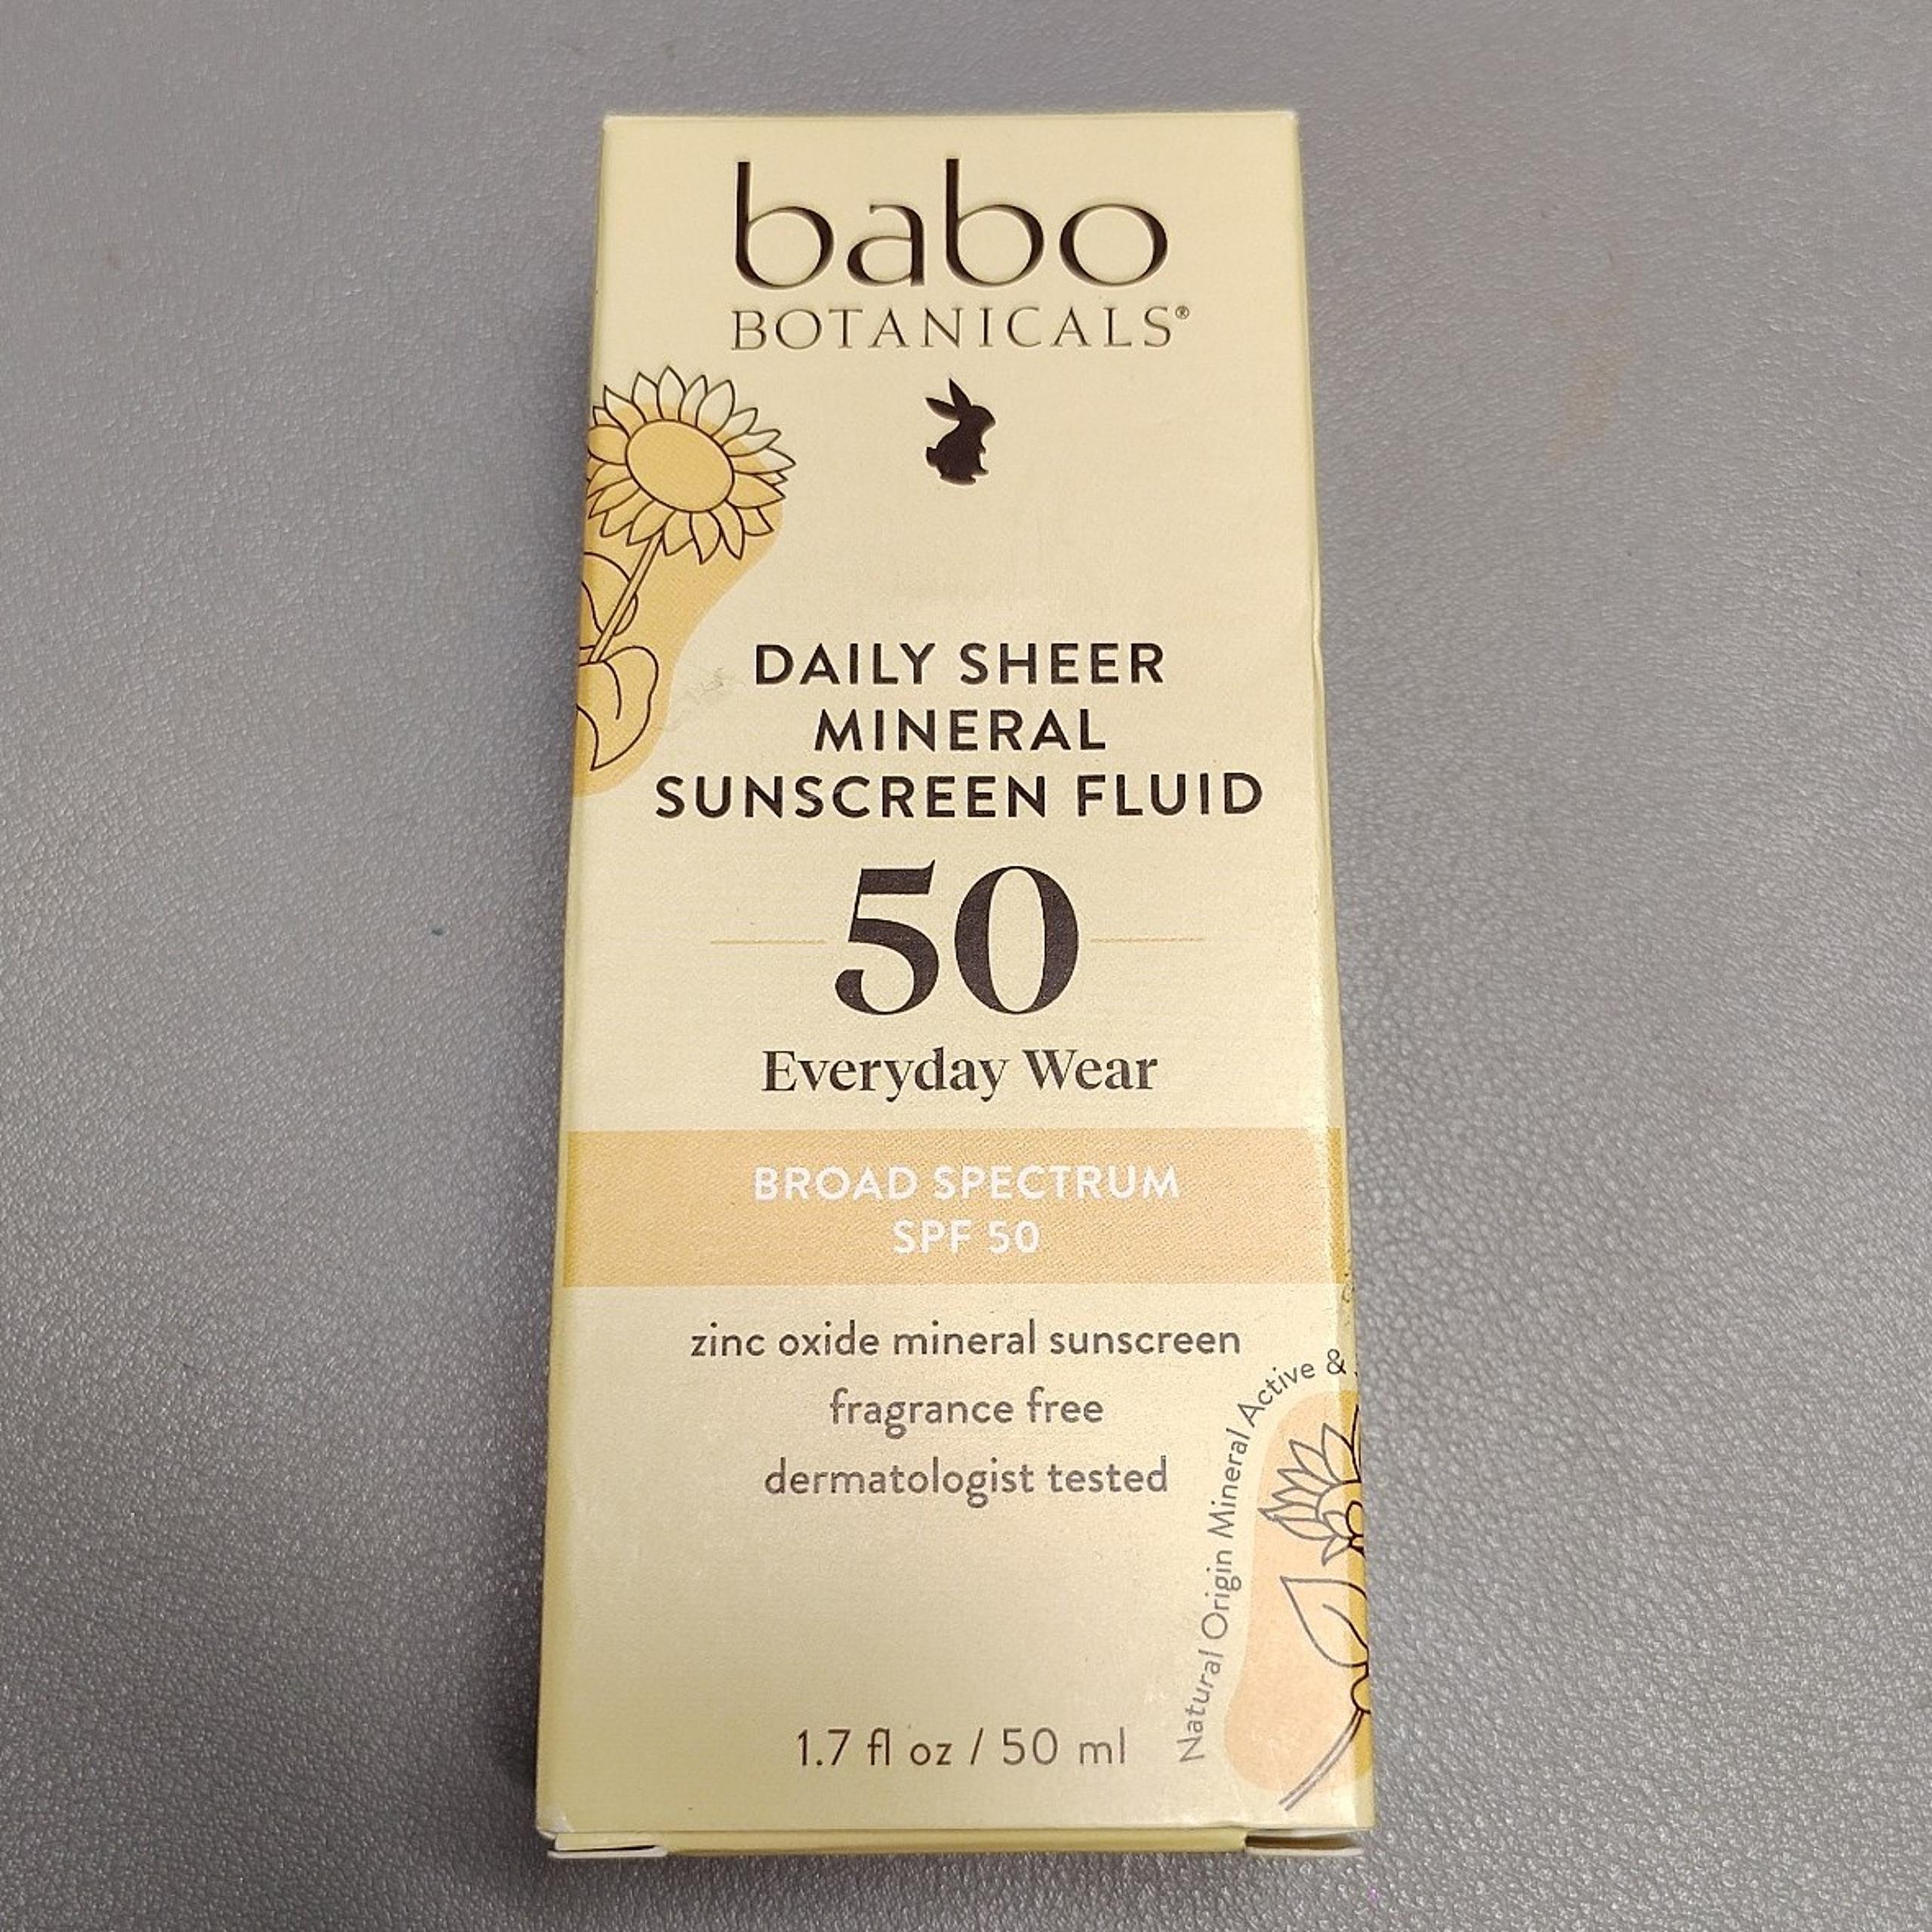 babo
BOTANICALS®
DAILY SHEER
MINERAL
SUNSCREEN FLUID
50
Everyday Wear
BROAD SPECTRUM
SPF 50
zinc oxide mineral sunscreen
fragrance free
dermatologist tested
Natural Origin Mineral Active &
1.7 fl oz / 50 ml